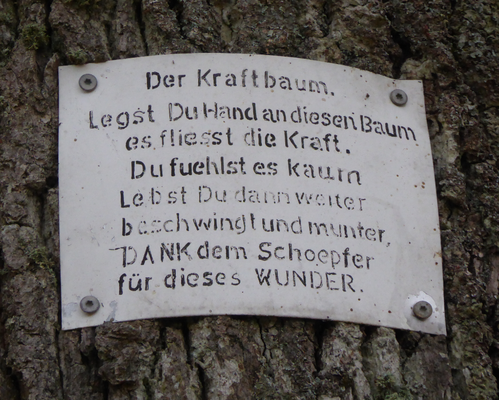 Der Kraftbaum.
Legst Du Hand an diesen Baum
es fliesst die Kraft.
Du fuehlst es kaum
Lebst Du dann weiter
beschwingt und munter,
DANK dem Schoepfer
für dieses WUNDER.